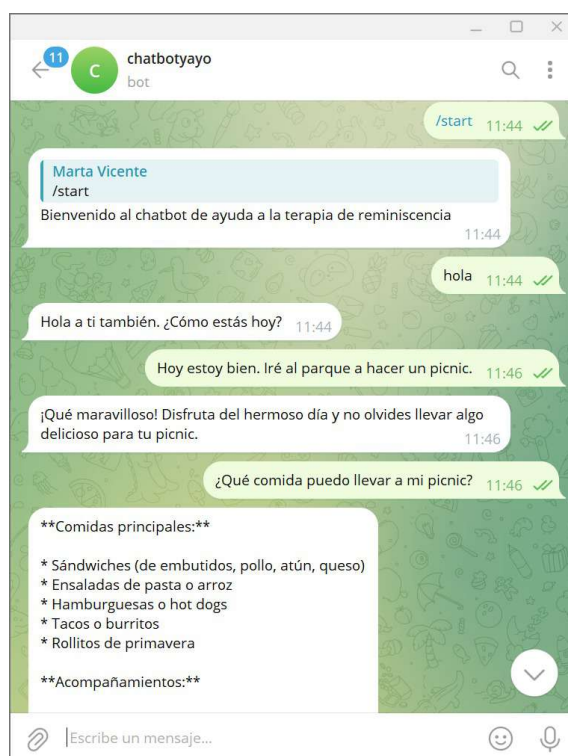 11
C
chatbotyayo
bot
/start 11:44
Marta Vicente
/start
Bienvenido al chatbot de ayuda a la terapia de reminiscencia
11:44
hola 11:44
Hola a ti también. ¿Cómo estás hoy? 11:44
Hoy estoy bien. Iré al parque a hacer un picnic. 11:46
¡Qué maravilloso! Disfruta del hermoso día y no olvides llevar algo
delicioso para tu picnic.
11:46
¿Qué comida puedo llevar a mi picnic? 11:46
**Comidas principales:**
* Sándwiches (de embutidos, pollo, atún, queso)
* Ensaladas de pasta o arroz
* Hamburguesas o hot dogs
* Tacos o burritos
* Rollitos de primavera
**Acompañamientos:**
Escribe un mensaje...